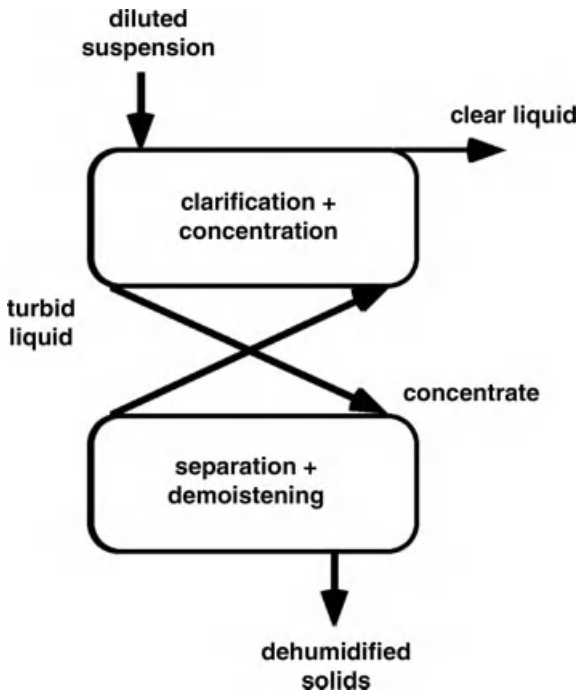 diluted
suspension
clear liquid
clarification +
concentration
turbid
liquid
concentrate
separation +
demoistening
dehumidified
solids